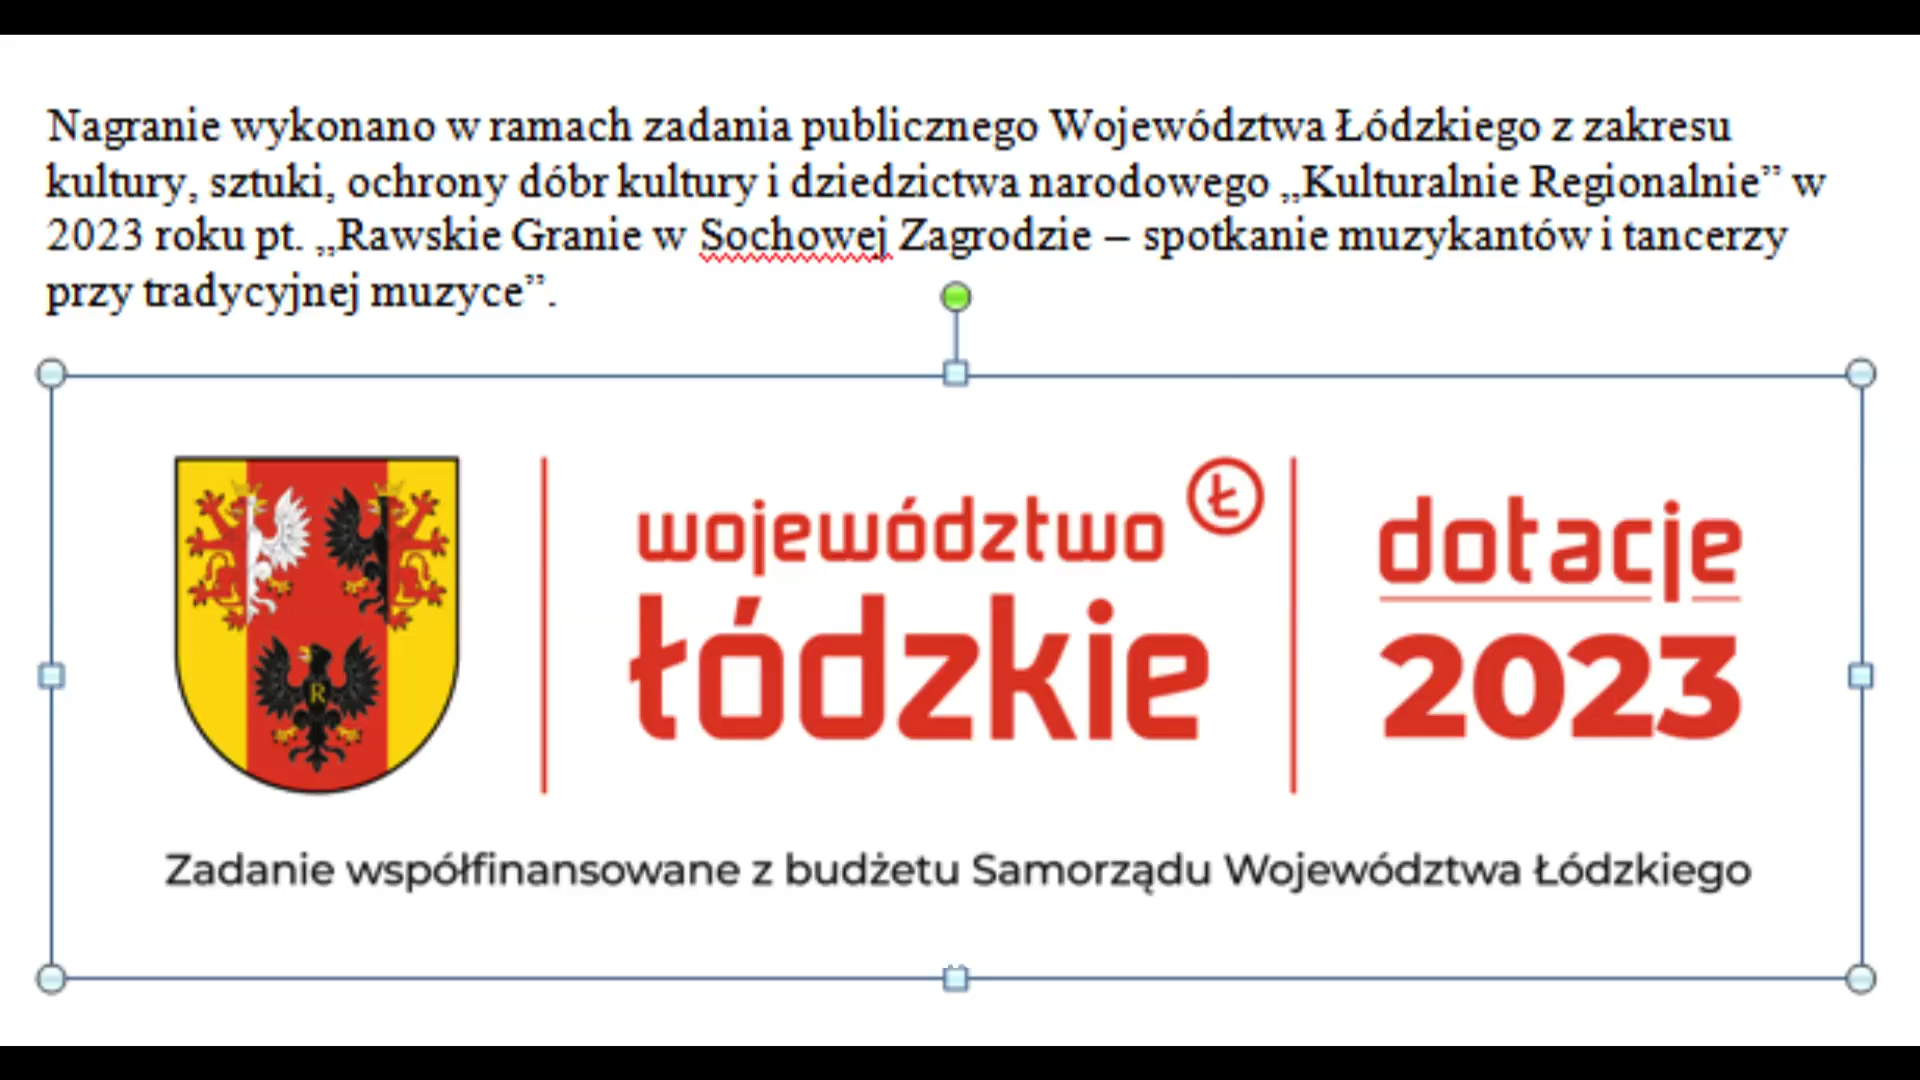 Nagranie wykonano w ramach zadania publicznego Województwa Łódzkiego z zakresu
kultury, sztuki, ochrony dóbr kultury i dziedzictwa narodowego „Kulturalnie Regionalnie” w
2023 roku pt. „Rawskie Granie w Sochowej Zagrodzie – spotkanie muzykantów i tancerzy
przy tradycyjnej muzyce”.
R
województwo Ł
łódzkie
dotacje
2023
Zadanie współfinansowane z budżetu Samorządu Województwa Łódzkiego